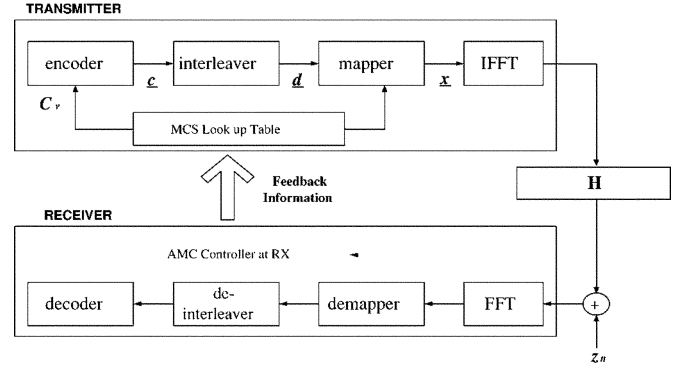 TRANSMITTER
encoder
interleaver
mapper
IFFT
c
d
x
C r
MCS Look up Table
Feedback
Information
H
RECEIVER
AMC Controller at RX
decoder
de-
interleaver
demapper
FFT
+
z n